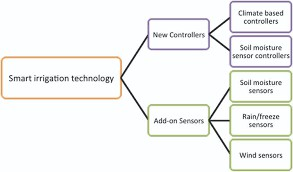 Climate based
controllers
New Controllers
Soil moisture
sensor controllers
Smart irrigation technology
Soil moisture
sensors
Add-on Sensors
Rain/freeze
sensors
Wind sensors